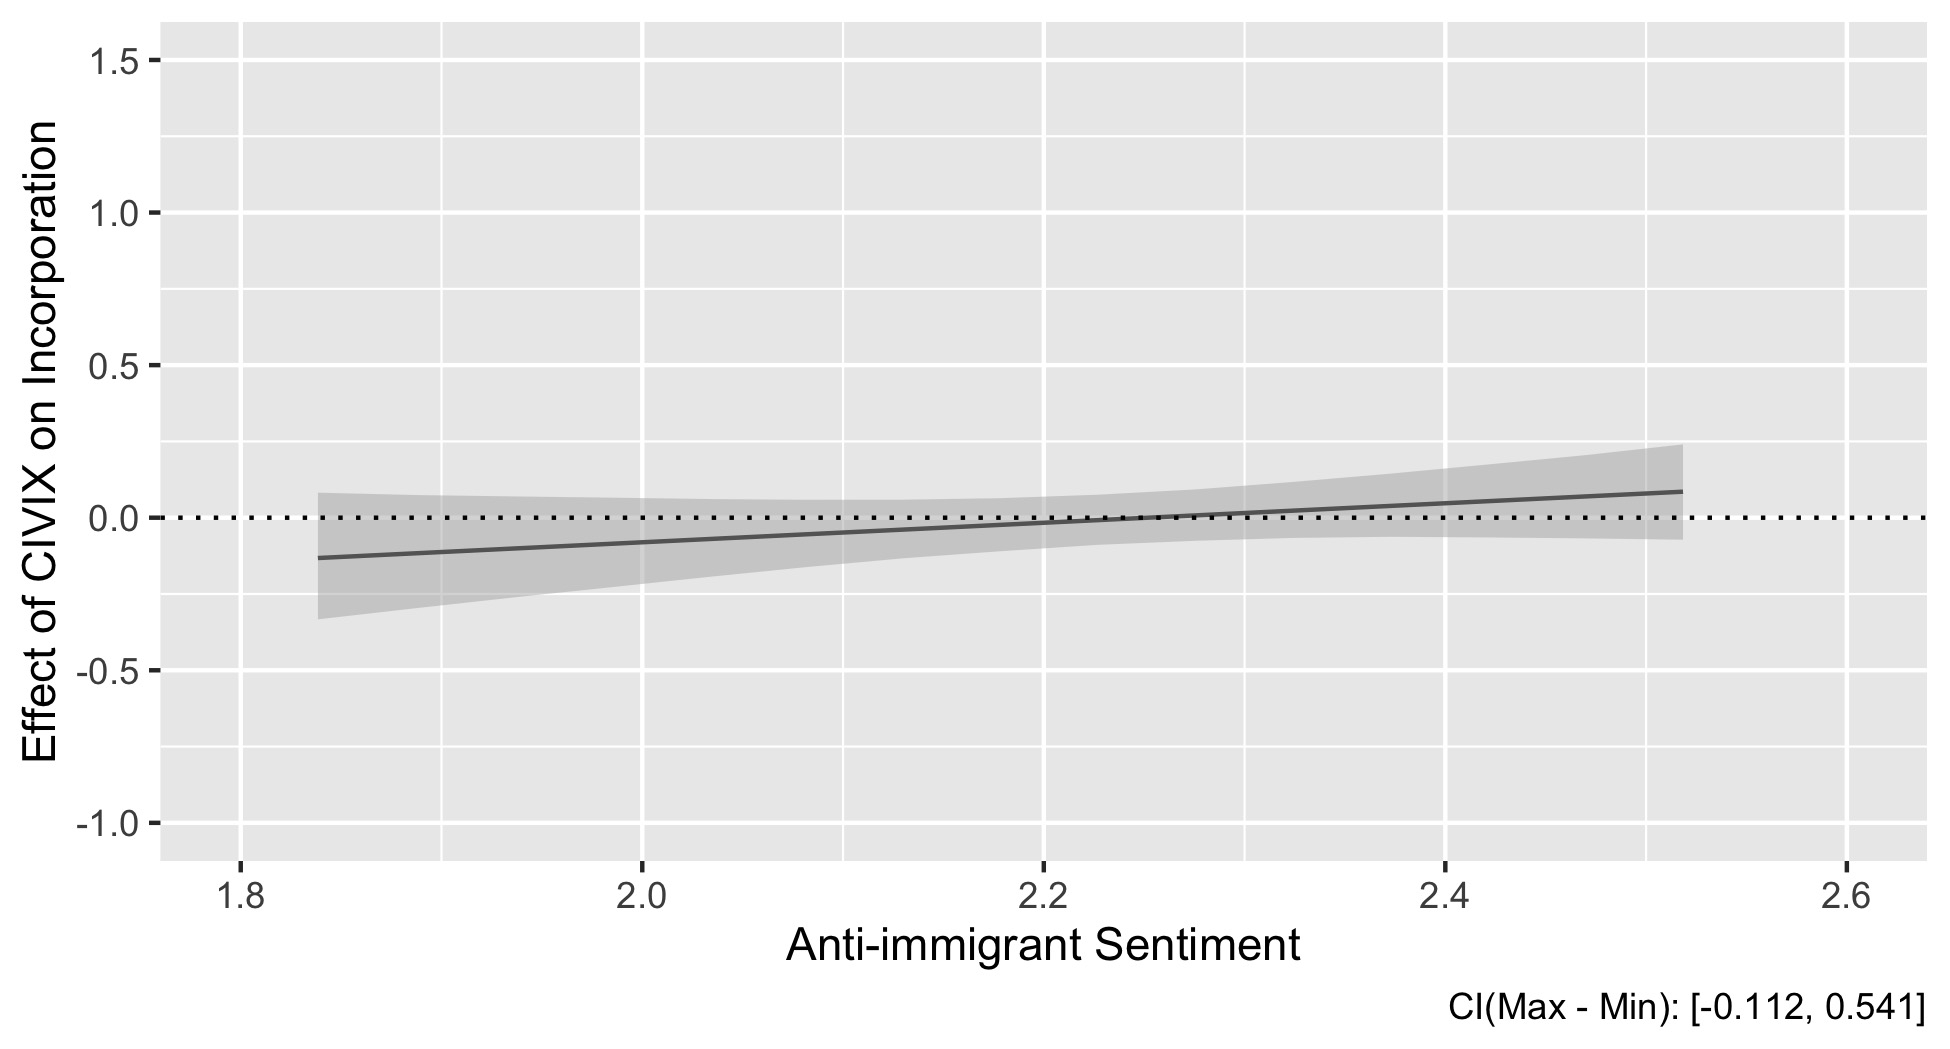 Effect of CIVIX on Incorporation
1.5
1.0
0.5
0.0
-0.5
-1.0
1.8 2.0 2.2 2.4 2.6
Anti-immigrant Sentiment
CI(Max - Min): [-0.112, 0.541]